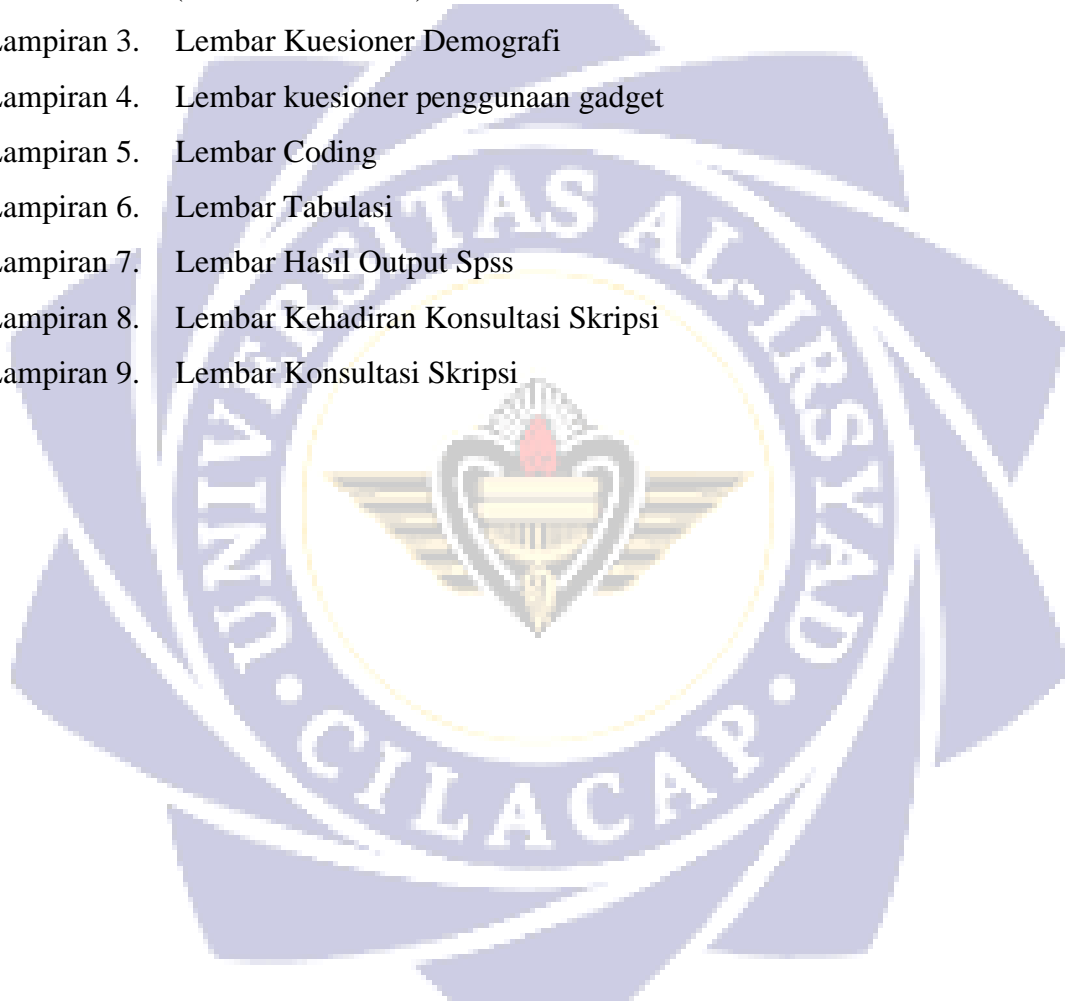 Lampiran 3. Lembar Kuesioner Demografi
Lampiran 4. Lembar kuesioner penggunaan gadget
Lampiran 5. Lembar Coding
Lampiran 6. Lembar Tabulasi
Lampiran 7. Lembar Hasil Output Spss
Lampiran 8. Lembar Kehadiran Konsultasi Skripsi
Lampiran 9. Lembar Konsultasi Skripsi
UNIVERSITAS AL-IRSYAD
CILACAP